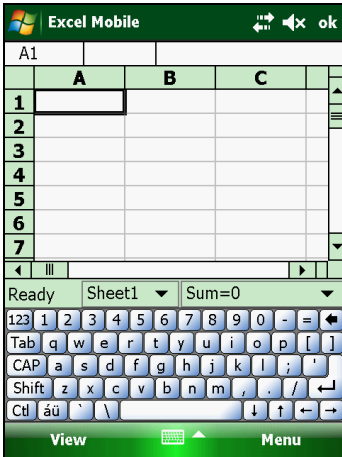 Excel Mobile ok
A1
A B C
1
2
3
4
5
6
7
Ready Sheet1 Sum=0
123 1 2 3 4 5 6 7 8 9 0 - =
Tab q w e r t y u i o p [ ]
CAP a s d f g h j k l ; '
Shift z x c v b n m , . /
Ctl áü ` \
View Menu